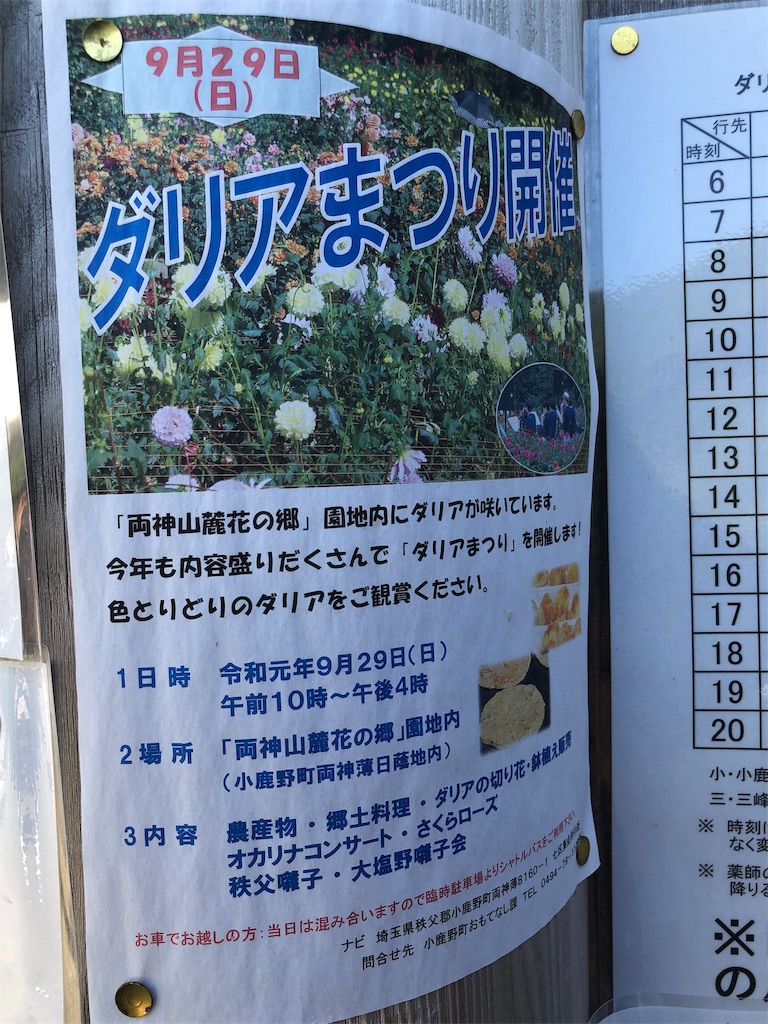 9月29日
(日)
ダリアまつり開催
「両神山麓花の郷」園地内にダリアが咲いています。
今年も内容盛りだくさんで「ダリアまつり」を開催します!
色とりどりのダリアをご観賞ください。
1日時 令和元年9月29日(日)
午前10時~午後4時
2場所 「両神山麓花の郷」園地内
(小鹿野町両神薄日蔭地内)
3内容 農産物・郷土料理・ダリアの切り花・鉢植え販売
オカリナコンサート・さくらローズ
秩父囃子・大塩野囃子会
お車でお越しの方:当日は混み合いますので臨時駐車場よりシャトルバスをご利用下さい
ナビ 埼玉県秩父郡小鹿野町両神薄8160-1
問合せ先 小鹿野町おもてなし課 TEL 0494-79-
ダリ
行先
時刻
6
7
8
9
10
11
12
13
14
15
16
17
18
19
20
小・小鹿
三・三峰
※ 時刻は
なく変
※ 薬師の
降りる
※
の